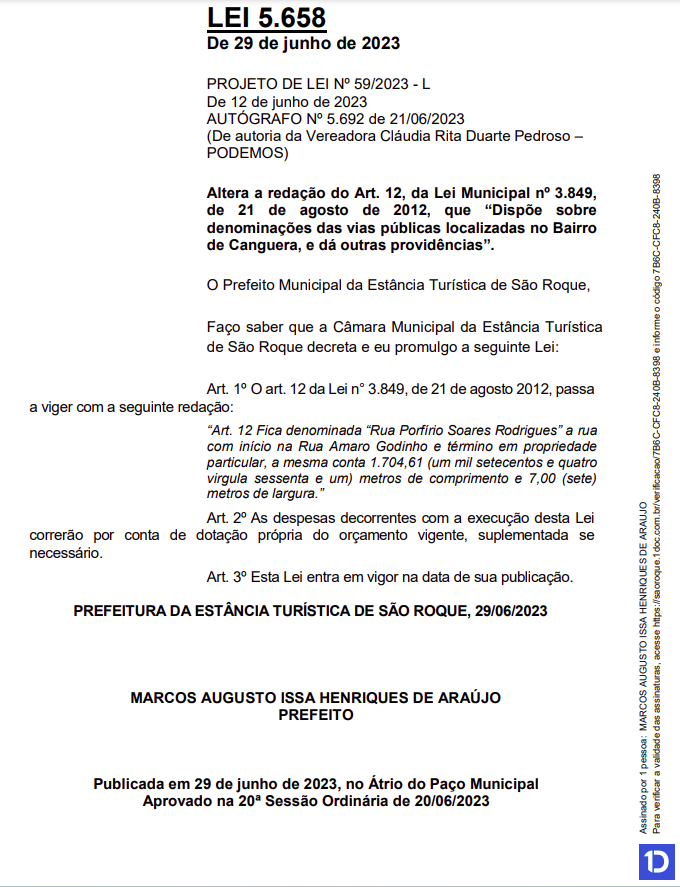 LEI 5.658
De 29 de junho de 2023
PROJETO DE LEI Nº 59/2023 - L
De 12 de junho de 2023
AUTÓGRAFO Nº 5.692 de 21/06/2023
(De autoria da Vereadora Cláudia Rita Duarte Pedroso –
PODEMOS)
Altera a redação do Art. 12, da Lei Municipal nº 3.849,
de 21 de agosto de 2012, que “Dispõe sobre
denominações das vias públicas localizadas no Bairro
de Canguera, e dá outras providências”.
O Prefeito Municipal da Estância Turística de São Roque,
Faço saber que a Câmara Municipal da Estância Turística
de São Roque decreta e eu promulgo a seguinte Lei:
Art. 1º O art. 12 da Lei n° 3.849, de 21 de agosto 2012, passa
a viger com a seguinte redação:
“Art. 12 Fica denominada “Rua Porfírio Soares Rodrigues” a rua
com início na Rua Amaro Godinho e término em propriedade
particular, a mesma conta 1.704,61 (um mil setecentos e quatro
virgula sessenta e um) metros de comprimento e 7,00 (sete)
metros de largura.”
Art. 2º As despesas decorrentes com a execução desta Lei
correrão por conta de dotação própria do orçamento vigente, suplementada se
necessário.
Art. 3º Esta Lei entra em vigor na data de sua publicação.
PREFEITURA DA ESTÂNCIA TURÍSTICA DE SÃO ROQUE, 29/06/2023
MARCOS AUGUSTO ISSA HENRIQUES DE ARAÚJO
PREFEITO
Publicada em 29 de junho de 2023, no Átrio do Paço Municipal
Aprovado na 20ª Sessão Ordinária de 20/06/2023
Assinado por 1 pessoa: MARCOS AUGUSTO ISSA HENRIQUES DE ARAÚJO
Para verificar a validade das assinaturas, acesse https://saoroque.1doc.com.br/verificacao/7B6C-CFC8-240B-8398 e informe o código 7B6C-CFC8-240B-8398
1D